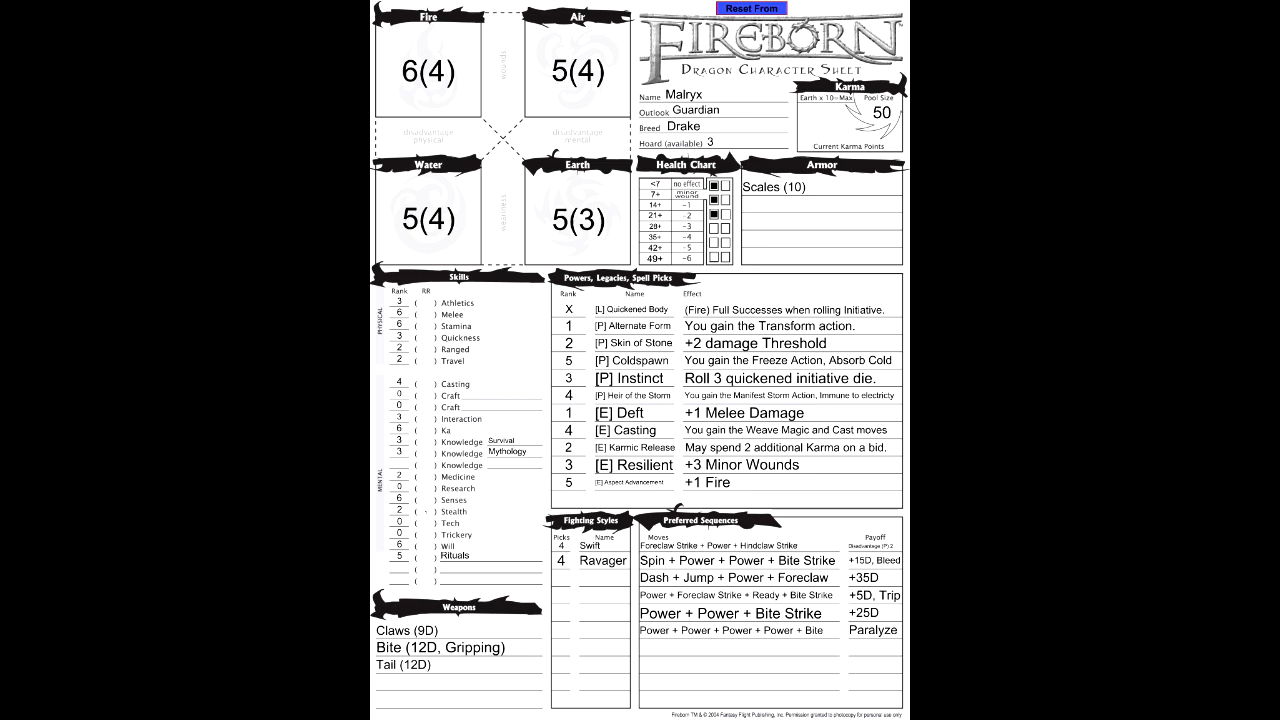 Reset From
FIREBORN
DRAGON CHARACTER SHEET
Fire
6(4)
wounds
Air
5(4)
disadvantage
physical
disadvantage
mental
Water
5(4)
weariness
Earth
5(3)
Name Malryx
Outlook Guardian
Breed Drake
Hoard (available) 3
Karma
Earth x 10=Max Pool Size
50
Current Karma Points
Health Chart
<7 no effect
7+ minor wound
14+ -1
21+ -2
28+ -3
35+ -4
42+ -5
49+ -6
Armor
Scales (10)
Skills
Rank RR
PHYSICAL
3 ( ) Athletics
6 ( ) Melee
6 ( ) Stamina
3 ( ) Quickness
2 ( ) Ranged
2 ( ) Travel
MENTAL
4 ( ) Casting
0 ( ) Craft
0 ( ) Craft
3 ( ) Interaction
6 ( ) Ka
3 ( ) Knowledge Survival
3 ( ) Knowledge Mythology
( ) Knowledge
2 ( ) Medicine
0 ( ) Research
6 ( ) Senses
2 ( ) Stealth
0 ( ) Tech
0 ( ) Trickery
6 ( ) Will
5 ( ) Rituals
( )
( )
Weapons
Claws (9D)
Bite (12D, Gripping)
Tail (12D)
Powers, Legacies, Spell Picks
Rank Name Effect
X [L] Quickened Body (Fire) Full Successes when rolling Initiative.
1 [P] Alternate Form You gain the Transform action.
2 [P] Skin of Stone +2 damage Threshold
5 [P] Coldspawn You gain the Freeze Action, Absorb Cold
3 [P] Instinct Roll 3 quickened initiative die.
4 [P] Heir of the Storm You gain the Manifest Storm Action, Immune to electricty
1 [E] Deft +1 Melee Damage
4 [E] Casting You gain the Weave Magic and Cast moves
2 [E] Karmic Release May spend 2 additional Karma on a bid.
3 [E] Resilient +3 Minor Wounds
5 [E] Aspect Advancement +1 Fire
Fighting Styles
Picks Name
4 Swift
4 Ravager
Preferred Sequences
Moves Payoff
Foreclaw Strike + Power + Hindclaw Strike Disadvantage (P) 2
Spin + Power + Power + Bite Strike +15D, Bleed
Dash + Jump + Power + Foreclaw +35D
Power + Foreclaw Strike + Ready + Bite Strike +5D, Trip
Power + Power + Bite Strike +25D
Power + Power + Power + Power + Bite Paralyze
Fireborn TM & © 2004 Fantasy Flight Publishing, Inc. Permission granted to photocopy for personal use only